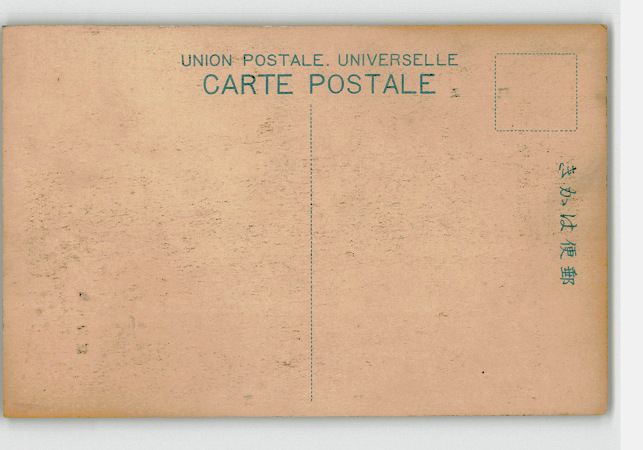 UNION POSTALE. UNIVERSELLE
CARTE POSTALE
きかは便郵